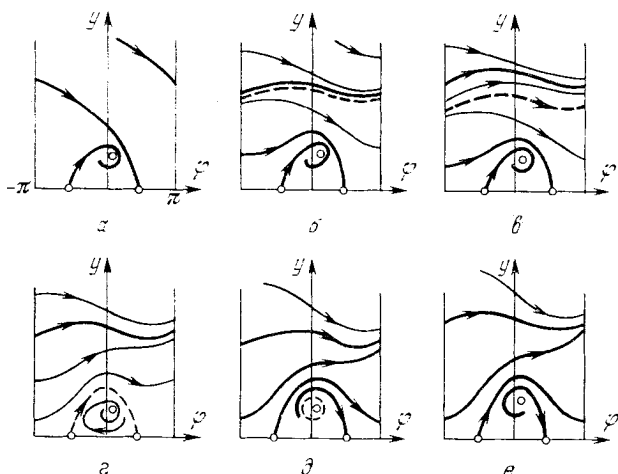 y y y
-π π φ φ φ
а б в
y y y
φ φ φ
г д е